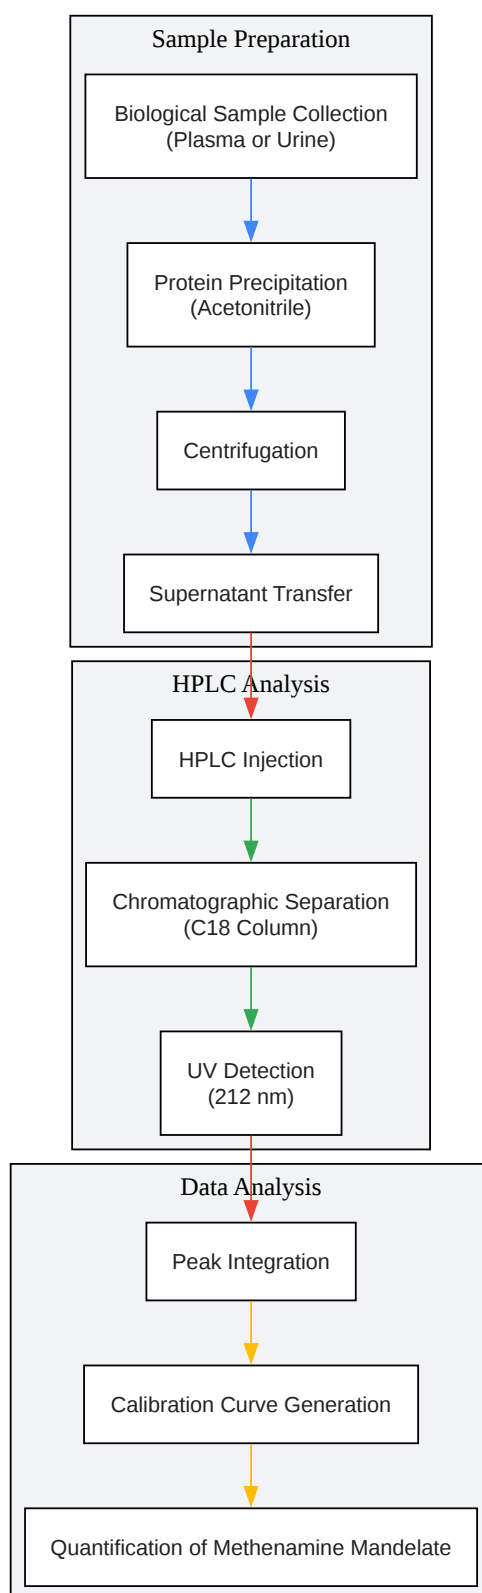 Sample Preparation
Biological Sample Collection
(Plasma or Urine)
Protein Precipitation
(Acetonitrile)
Centrifugation
Supernatant Transfer
HPLC Analysis
HPLC Injection
Chromatographic Separation
(C18 Column)
UV Detection
(212 nm)
Data Analysis
Peak Integration
Calibration Curve Generation
Quantification of Methenamine Mandelate